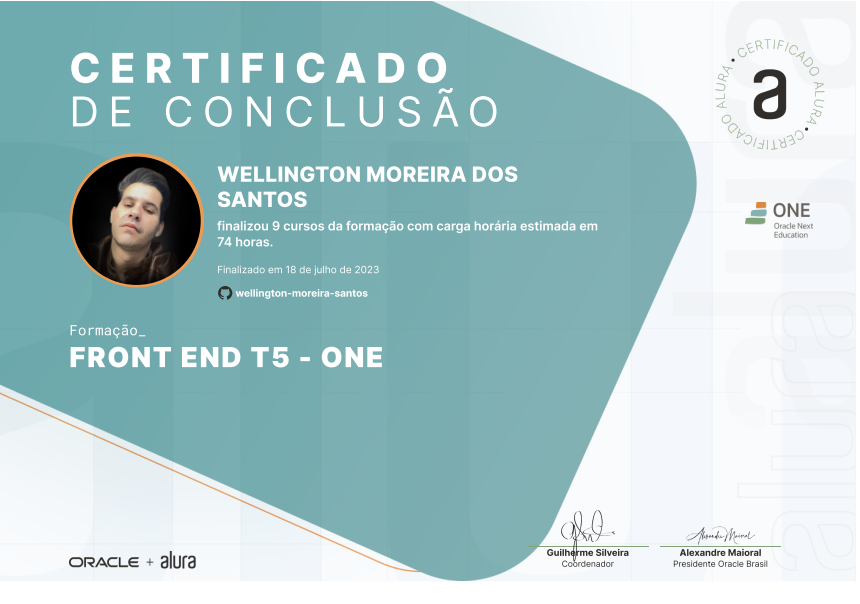 CERTIFICADO
DE CONCLUSÃO
CERTIFICADO ALURA • CERTIFICADO ALURA •
a
WELLINGTON MOREIRA DOS
SANTOS
finalizou 9 cursos da formação com carga horária estimada em
74 horas.
Finalizado em 18 de julho de 2023
wellington-moreira-santos
ONE
Oracle Next
Education
Formação_
FRONT END T5 - ONE
alura
ORACLE + alura
Guilherme Silveira
Coordenador
Alexandre Maioral
Presidente Oracle Brasil